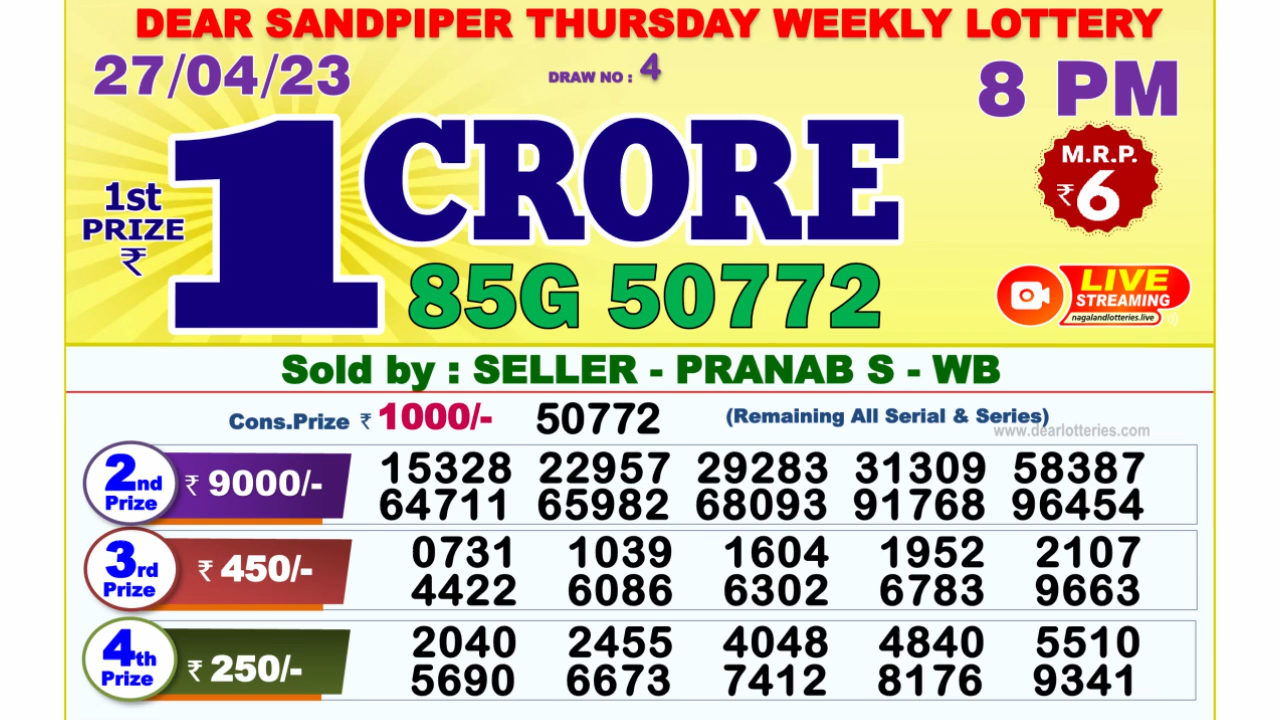 DEAR SANDPIPER THURSDAY WEEKLY LOTTERY
27/04/23
DRAW NO : 4
8 PM
1st
PRIZE
₹
1 CRORE
M.R.P.
₹ 6
85G 50772
LIVE
STREAMING
nagalandlotteries.live
Sold by : SELLER - PRANAB S - WB
Cons.Prize ₹ 1000/- 50772 (Remaining All Serial & Series)
www.dearlotteries.com
2nd
Prize
₹ 9000/-
15328 22957 29283 31309 58387
64711 65982 68093 91768 96454
3rd
Prize
₹ 450/-
0731 1039 1604 1952 2107
4422 6086 6302 6783 9663
4th
Prize
₹ 250/-
2040 2455 4048 4840 5510
5690 6673 7412 8176 9341